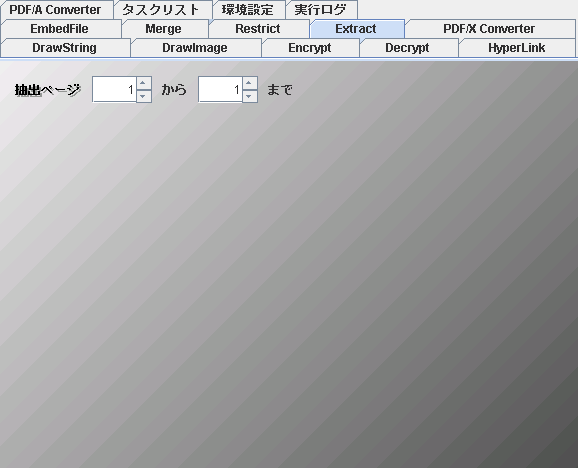 PDF/A Converter タスクリスト 環境設定 実行ログ
EmbedFile Merge Restrict Extract PDF/X Converter
DrawString DrawImage Encrypt Decrypt HyperLink
抽出ページ 1 から 1 まで